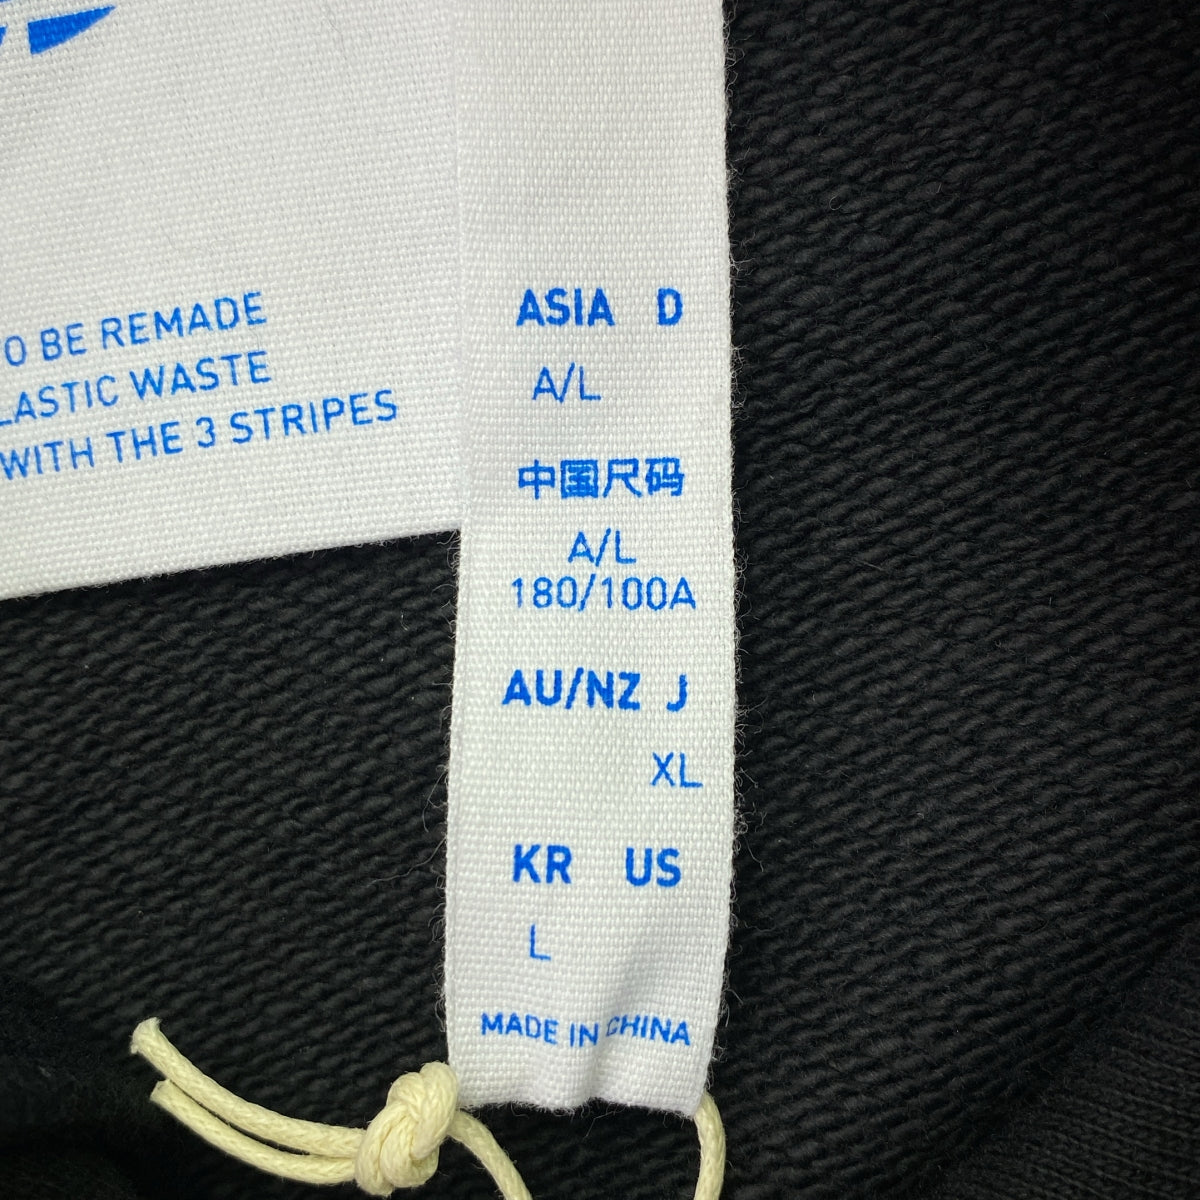 O BE REMADE
LASTIC WASTE
WITH THE 3 STRIPES
ASIA D
A/L
中国尺码
A/L
180/100A
AU/NZ J
XL
KR US
L
MADE IN CHINA